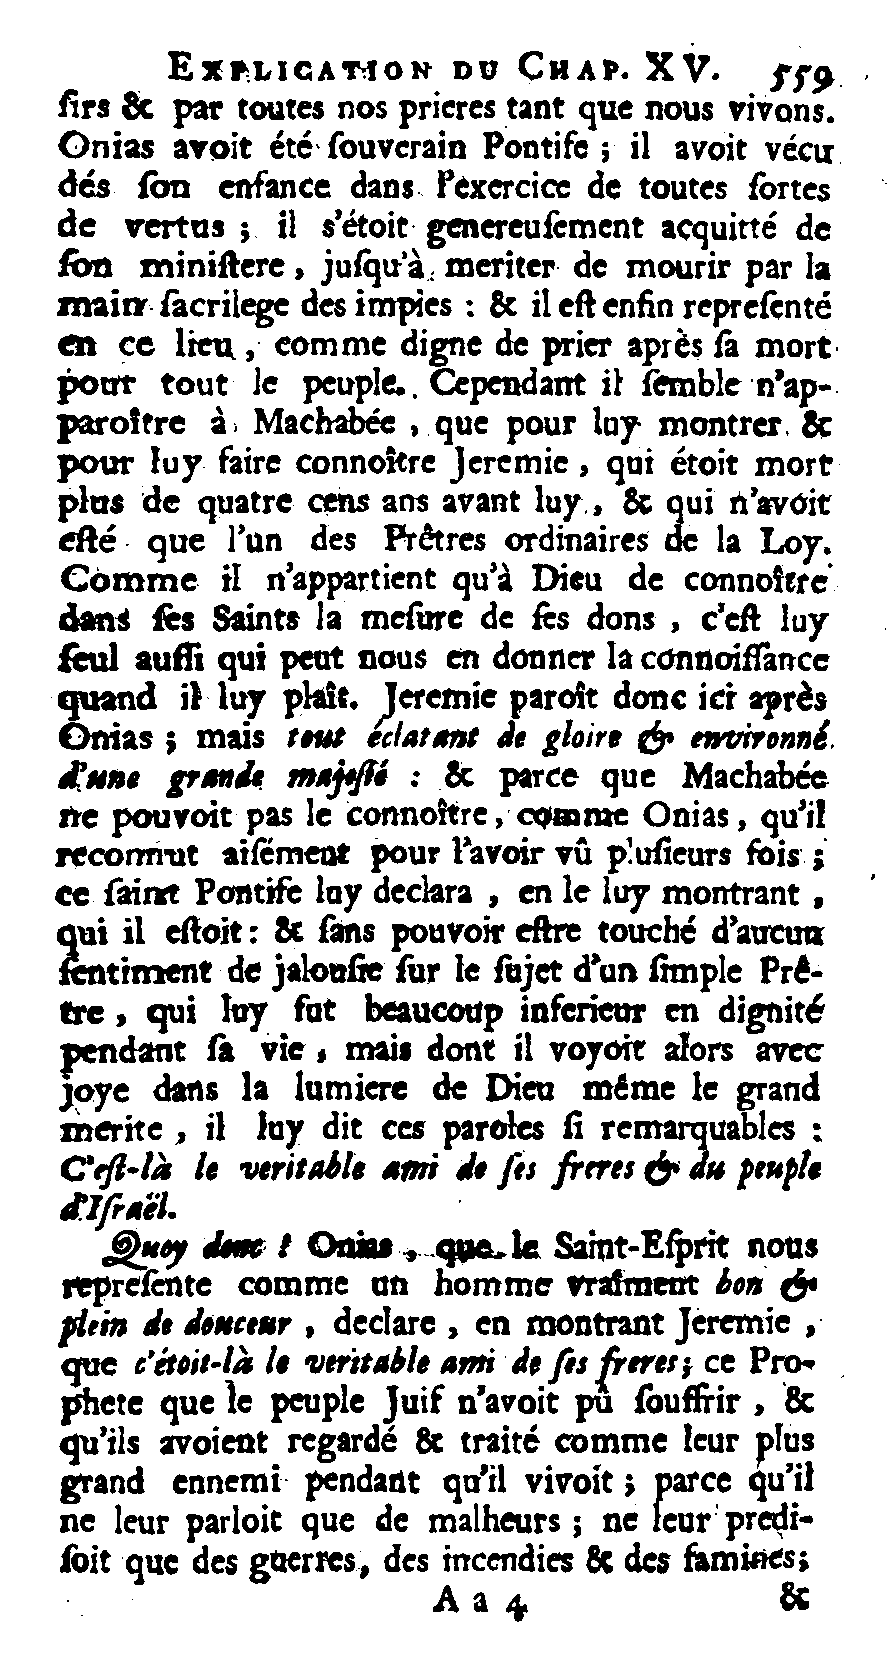 EXPLICATION DU CHAP. XV. 559
ſirs & par toutes nos prieres tant que nous vivons.
Onias avoit été ſouverain Pontife ; il avoit vécu
dés ſon enfance dans l'exercice de toutes ſortes
de vertus ; il s'étoit genereuſement acquitté de
ſon miniſtere, juſqu'à meriter de mourir par la
main ſacrilege des impies : & il eſt enfin repreſenté
en ce lieu, comme digne de prier après ſa mort
pour tout le peuple. Cependant il ſemble n'ap-
paroître à Machabée, que pour luy montrer &
pour luy faire connoître Jeremie, qui étoit mort
plus de quatre cens ans avant luy, & qui n'avoit
eſté que l'un des Prêtres ordinaires de la Loy.
Comme il n'appartient qu'à Dieu de connoître
dans ſes Saints la meſure de ſes dons, c'eſt luy
ſeul auſſi qui peut nous en donner la connoiſſance
quand il luy plaît. Jeremie paroît donc ici après
Onias ; mais tout éclatant de gloire & environné
d'une grande majeſté : & parce que Machabée
ne pouvoit pas le connoître, comme Onias, qu'il
reconnut aiſément pour l'avoir vû pluſieurs fois ;
ce ſaint Pontife luy declara, en le luy montrant,
qui il eſtoit : & ſans pouvoir eſtre touché d'aucun
ſentiment de jalouſie ſur le ſujet d'un ſimple Prê-
tre, qui luy fut beaucoup inferieur en dignité
pendant ſa vie, mais dont il voyoit alors avec
joye dans la lumiere de Dieu même le grand
merite, il luy dit ces paroles ſi remarquables :
C'eſt-là le veritable ami de ſes freres & du peuple
d'Iſraël.
Quoy donc ! Onias, que le Saint-Eſprit nous
repreſente comme un homme vraiment bon &
plein de douceur, declare, en montrant Jeremie,
que c'étoit-là le veritable ami de ſes freres ; ce Pro-
phete que le peuple Juif n'avoit pû ſouffrir, &
qu'ils avoient regardé & traité comme leur plus
grand ennemi pendant qu'il vivoit ; parce qu'il
ne leur parloit que de malheurs ; ne leur predi-
ſoit que des guerres, des incendies & des famines ;
A a 4 &